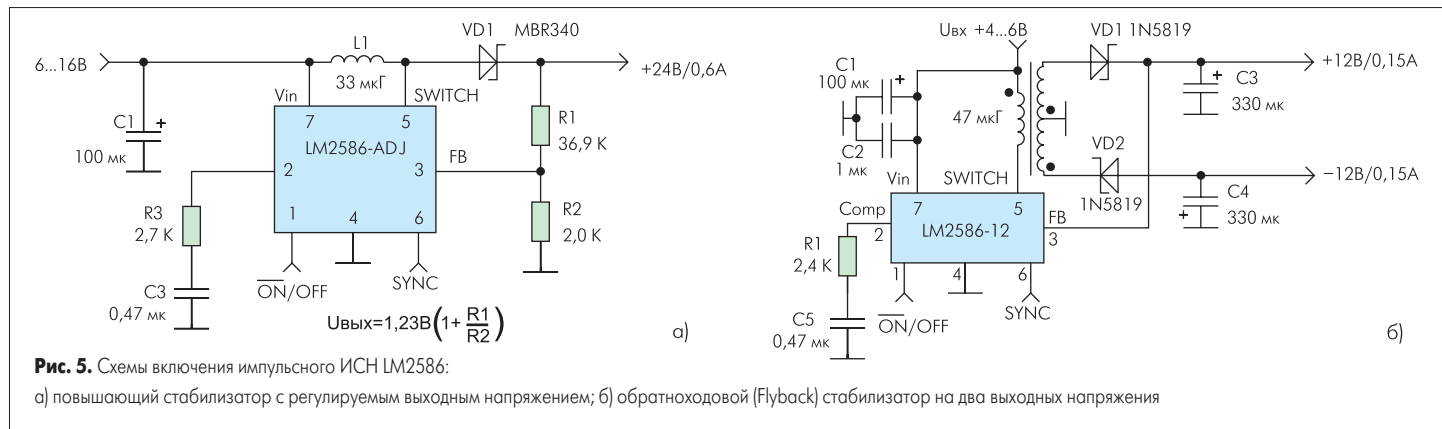 6...16В
C1
100 мк
L1
33 мкГ
VD1 MBR340
+24В/0,6А
Vin
SWITCH
7
5
LM2586-ADJ
2
3
FB
1
4
6
R1
36,9 К
R2
2,0 К
R3
2,7 К
C3
0,47 мк
ON/OFF
SYNC
Uвых=1,23В(1+R1/R2)
а)
Uвх +4...6В
C1
100 мк
C2
1 мк
47 мкГ
VD1 1N5819
+12В/0,15А
C3
330 мк
VD2
1N5819
−12В/0,15А
C4
330 мк
Vin
SWITCH
Comp
7
5
FB
2
LM2586-12
3
1
4
6
R1
2,4 К
C5
0,47 мк
ON/OFF
SYNC
б)
Рис. 5. Схемы включения импульсного ИСН LM2586:
а) повышающий стабилизатор с регулируемым выходным напряжением; б) обратноходовой (Flyback) стабилизатор на два выходных напряжения